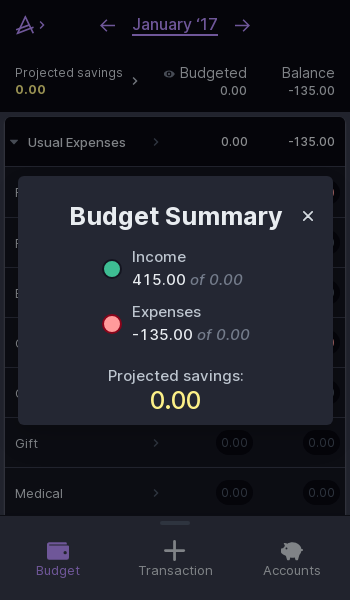 January ‘17
Projected savings
0.00
Budgeted
0.00
Balance
-135.00
Usual Expenses
0.00
-135.00
Budget Summary
Income
415.00 of 0.00
Expenses
-135.00 of 0.00
Projected savings:
0.00
Gift
0.00
0.00
Medical
0.00
0.00
Budget
Transaction
Accounts